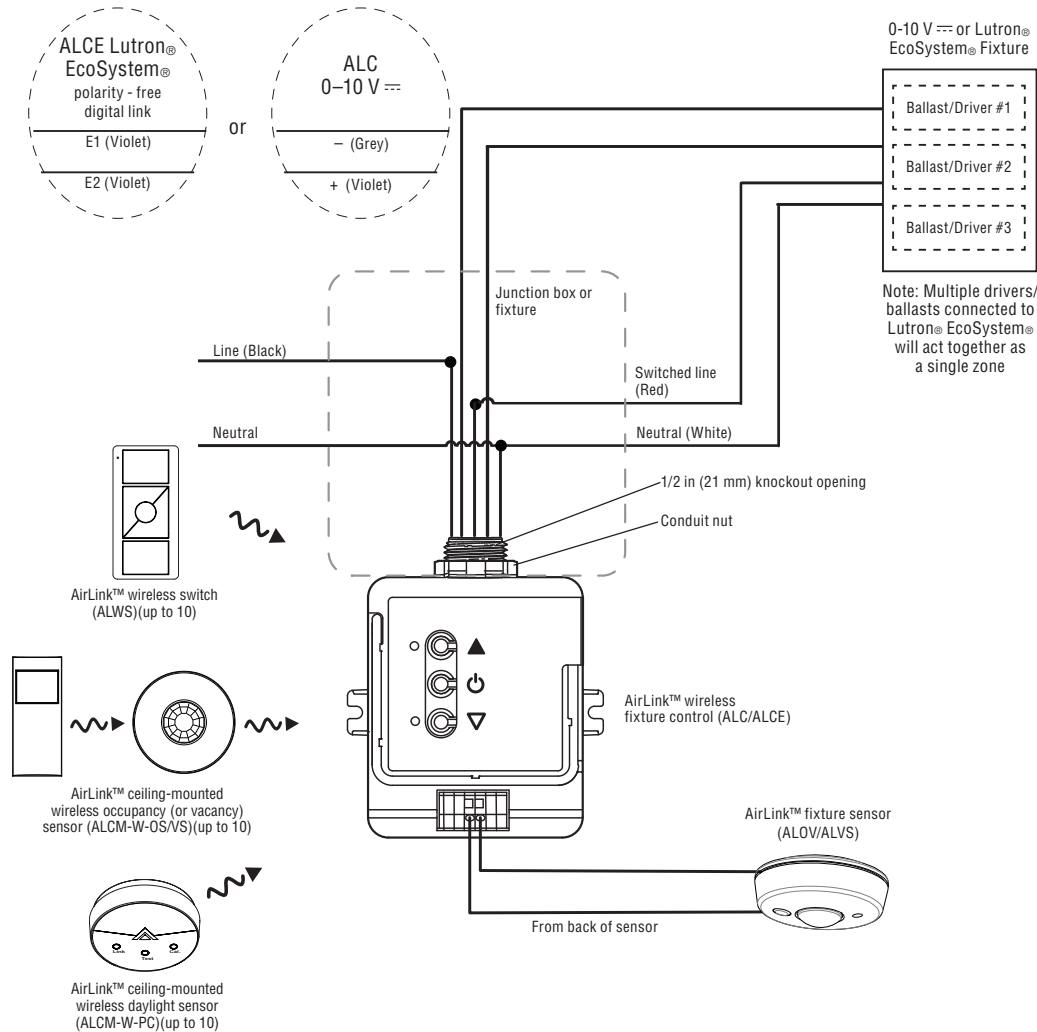 ALCE Lutron®
EcoSystem®
polarity - free
digital link
E1 (Violet)
E2 (Violet)
or
ALC
0–10 V ⎓
– (Grey)
+ (Violet)
0-10 V ⎓ or Lutron®
EcoSystem® Fixture
Ballast/Driver #1
Ballast/Driver #2
Ballast/Driver #3
Note: Multiple drivers/
ballasts connected to
Lutron® EcoSystem®
will act together as
a single zone
Junction box or
fixture
Line (Black)
Switched line
(Red)
Neutral
Neutral (White)
1/2 in (21 mm) knockout opening
Conduit nut
AirLink™ wireless switch
(ALWS)(up to 10)
AirLink™ wireless
fixture control (ALC/ALCE)
AirLink™ ceiling-mounted
wireless occupancy (or vacancy)
sensor (ALCM-W-OS/VS)(up to 10)
AirLink™ fixture sensor
(ALOV/ALVS)
From back of sensor
Link
Test
Cal.
AirLink™ ceiling-mounted
wireless daylight sensor
(ALCM-W-PC)(up to 10)